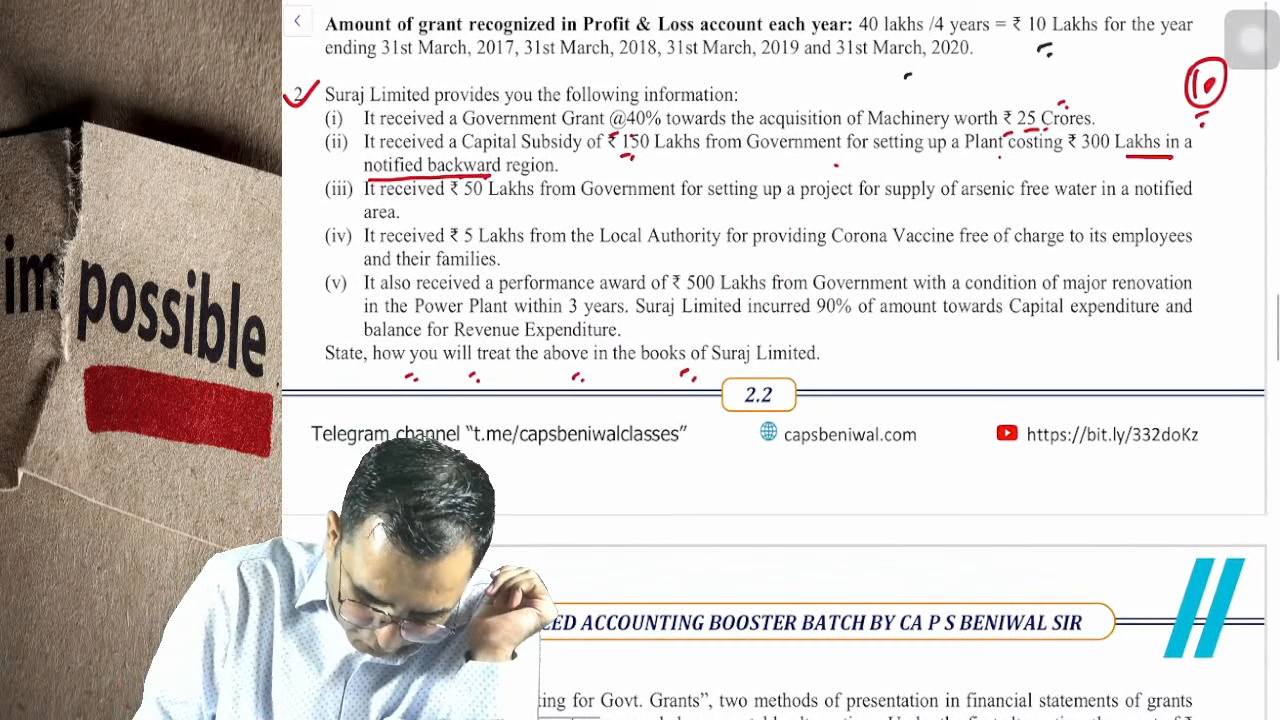 Amount of grant recognized in Profit & Loss account each year: 40 lakhs /4 years = ₹ 10 Lakhs for the year
ending 31st March, 2017, 31st March, 2018, 31st March, 2019 and 31st March, 2020.
2. Suraj Limited provides you the following information:
(i) It received a Government Grant @40% towards the acquisition of Machinery worth ₹ 25 Crores.
(ii) It received a Capital Subsidy of ₹ 150 Lakhs from Government for setting up a Plant costing ₹ 300 Lakhs in a
notified backward region.
(iii) It received ₹ 50 Lakhs from Government for setting up a project for supply of arsenic free water in a notified
area.
(iv) It received ₹ 5 Lakhs from the Local Authority for providing Corona Vaccine free of charge to its employees
and their families.
(v) It also received a performance award of ₹ 500 Lakhs from Government with a condition of major renovation
in the Power Plant within 3 years. Suraj Limited incurred 90% of amount towards Capital expenditure and
balance for Revenue Expenditure.
State, how you will treat the above in the books of Suraj Limited.
10
impossible
2.2
Telegram channel "t.me/capsbeniwalclasses" capsbeniwal.com https://bit.ly/332doKz
ACCOUNTING BOOSTER BATCH BY CA P S BENIWAL SIR
for Govt. Grants", two methods of presentation in financial statements of grants